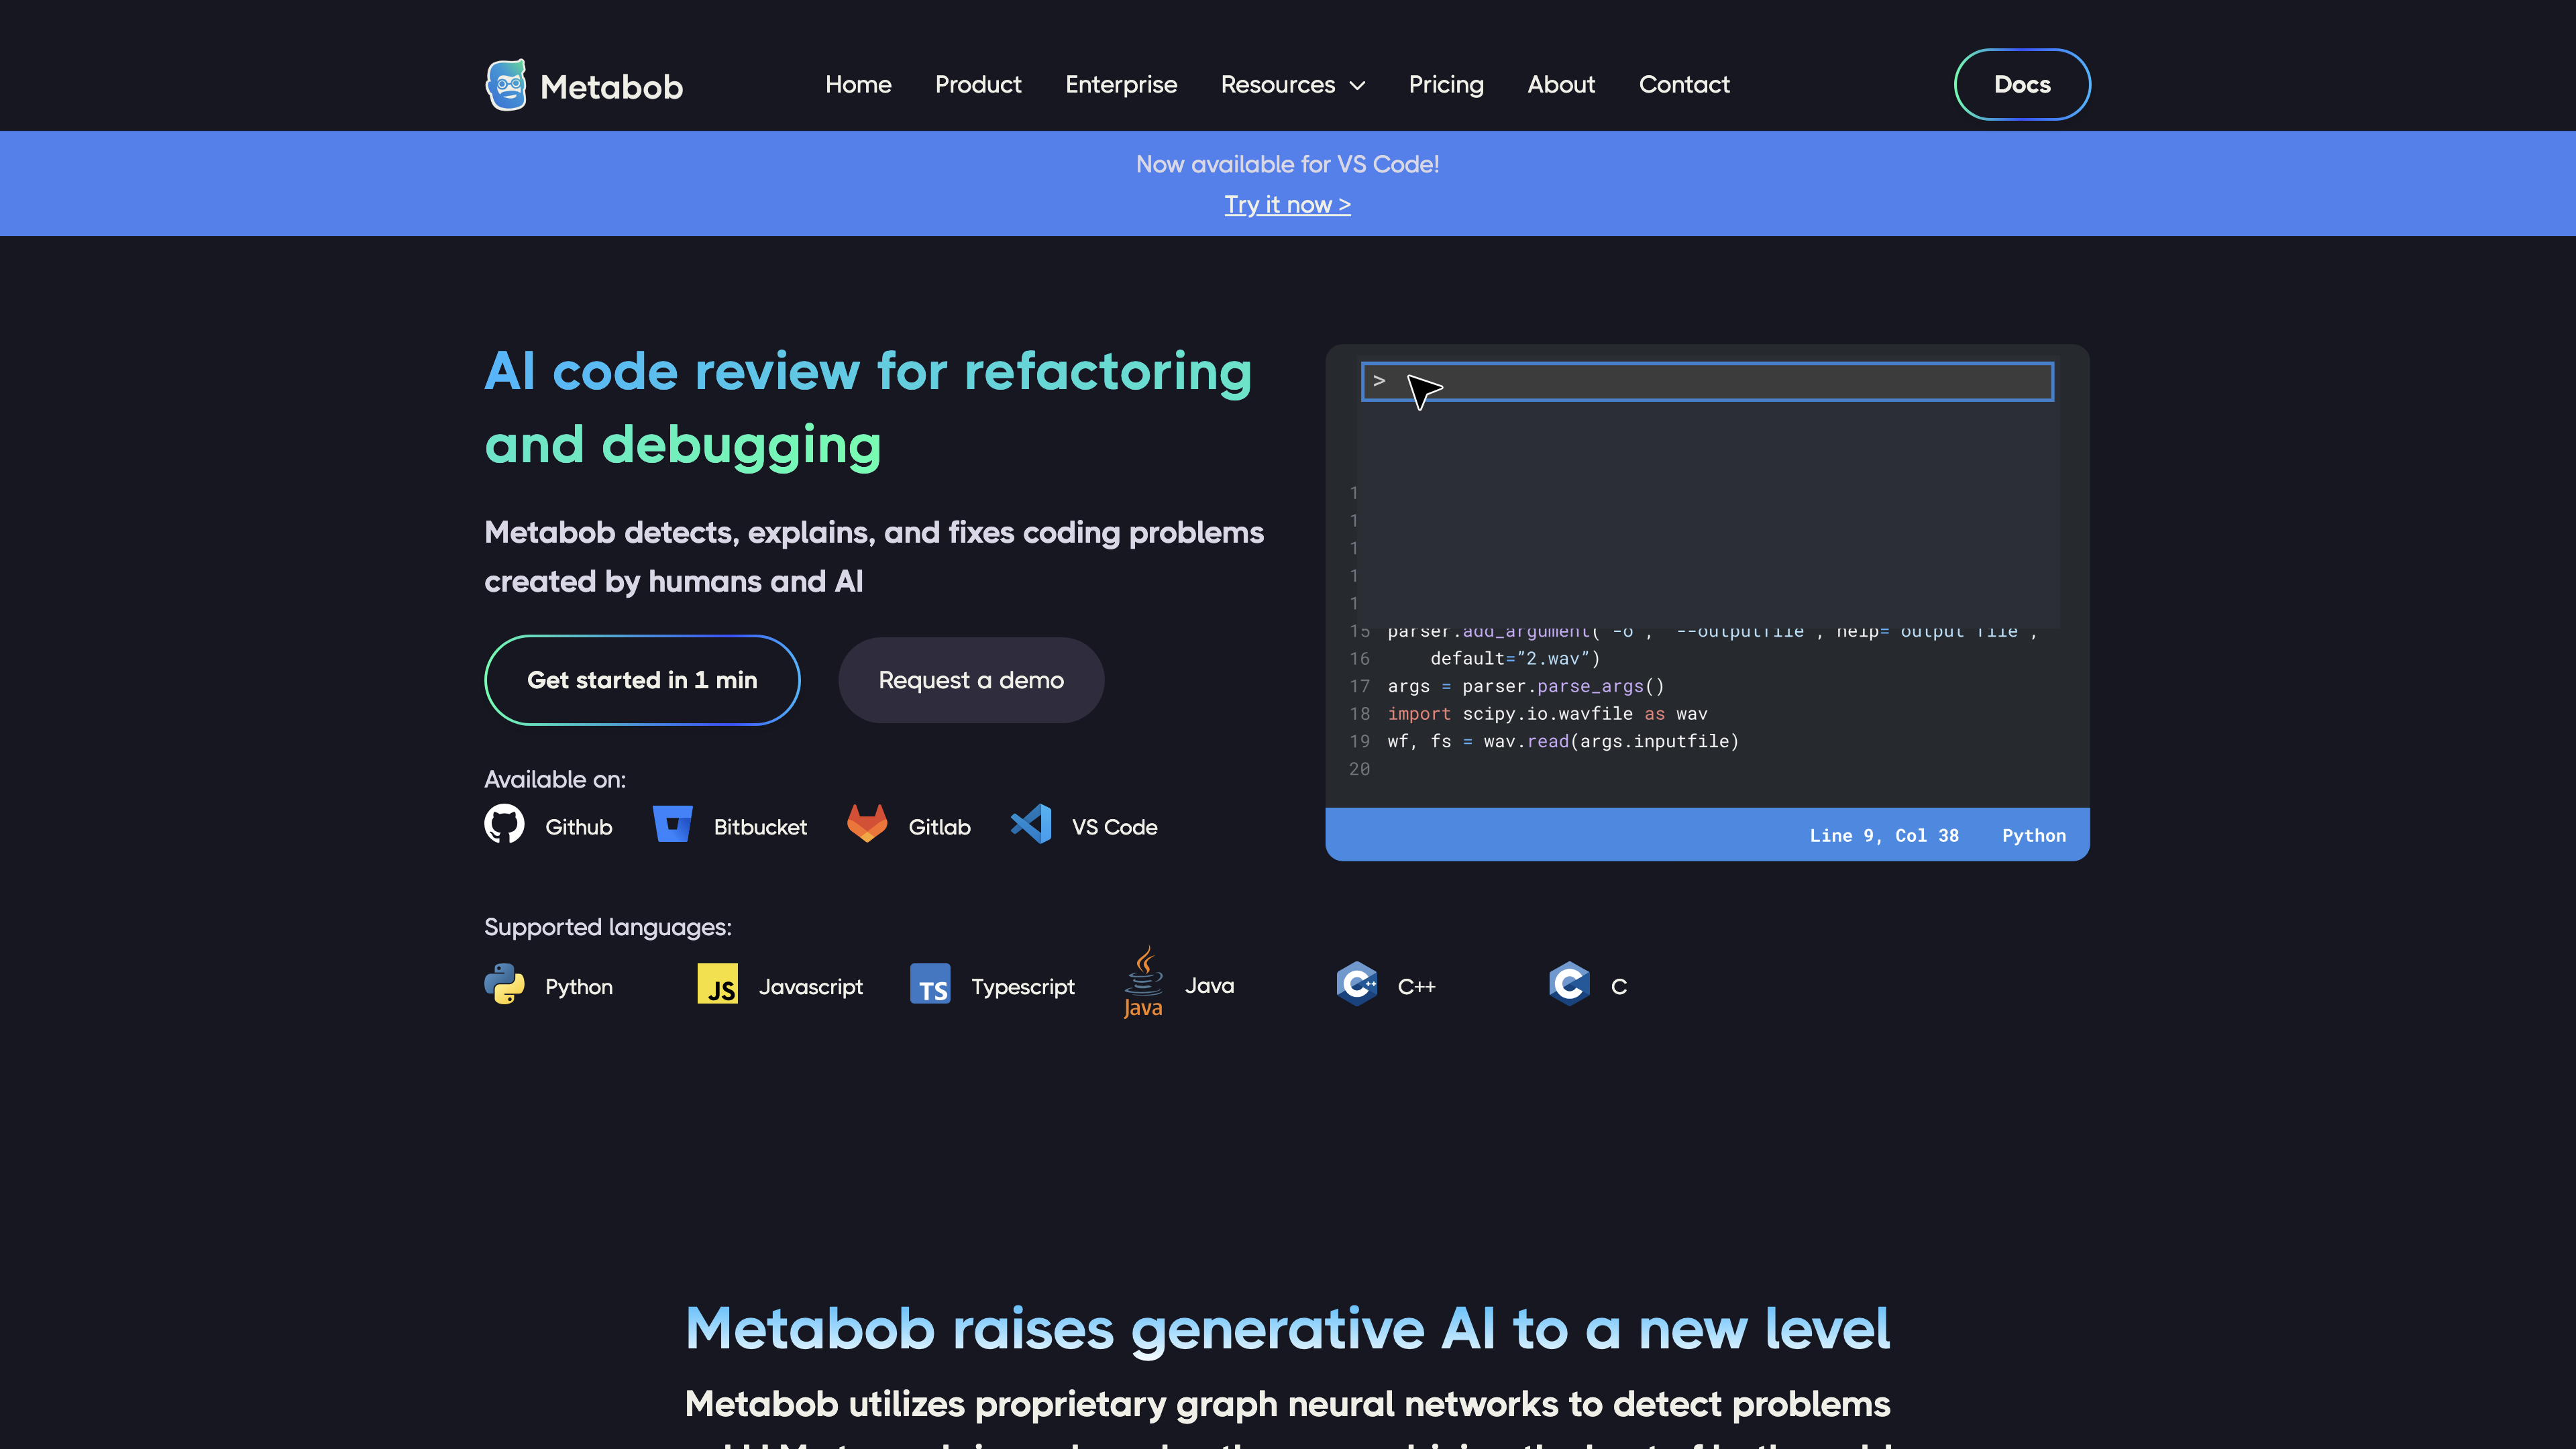 Metabob
Home Product Enterprise Resources Pricing About Contact
Docs
Now available for VS Code!
Try it now >
AI code review for refactoring
and debugging
Metabob detects, explains, and fixes coding problems
created by humans and AI
Get started in 1 min
Request a demo
Available on:
Github Bitbucket Gitlab VS Code
Supported languages:
Python
JS Javascript
TS Typescript
Java Java
C++ C++
C C
>
1
1
1
1
1
15 parser.add_argument( -o , --outputfile , help= output file ,
16 default=”2.wav”)
17 args = parser.parse_args()
18 import scipy.io.wavfile as wav
19 wf, fs = wav.read(args.inputfile)
20
Line 9, Col 38 Python
Metabob raises generative AI to a new level
Metabob utilizes proprietary graph neural networks to detect problems